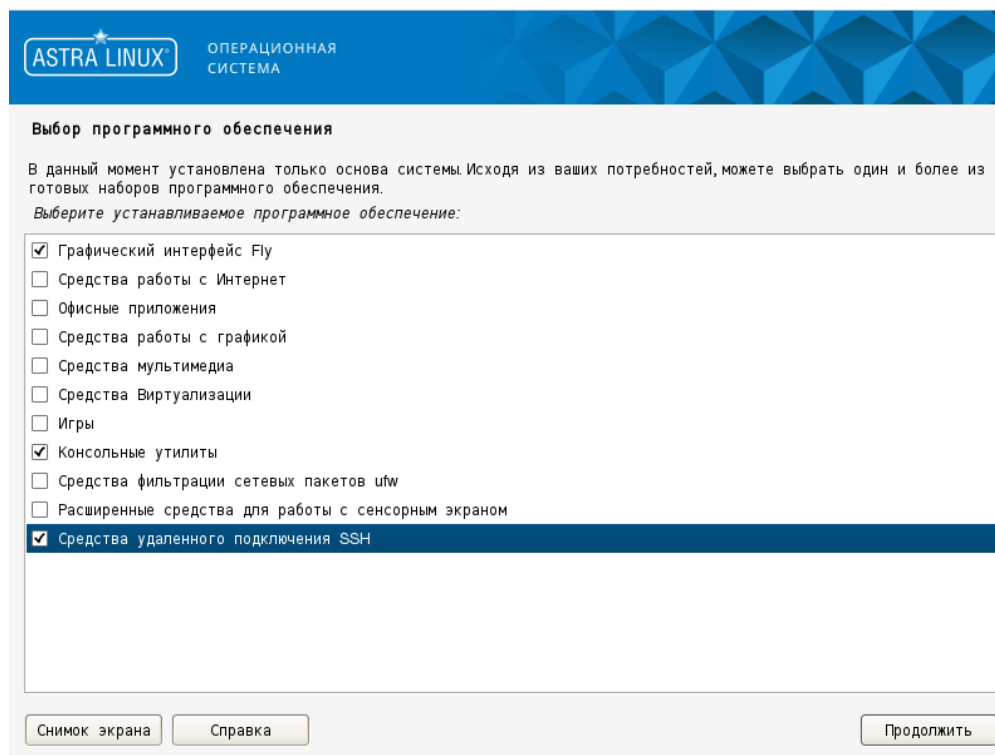 ASTRA LINUX®
ОПЕРАЦИОННАЯ
СИСТЕМА
Выбор программного обеспечения
В данный момент установлена только основа системы. Исходя из ваших потребностей, можете выбрать один и более из
готовых наборов программного обеспечения.
Выберите устанавливаемое программное обеспечение:
Графический интерфейс Fly
Средства работы с Интернет
Офисные приложения
Средства работы с графикой
Средства мультимедиа
Средства Виртуализации
Игры
Консольные утилиты
Средства фильтрации сетевых пакетов ufw
Расширенные средства для работы с сенсорным экраном
Средства удаленного подключения SSH
Снимок экрана
Справка
Продолжить